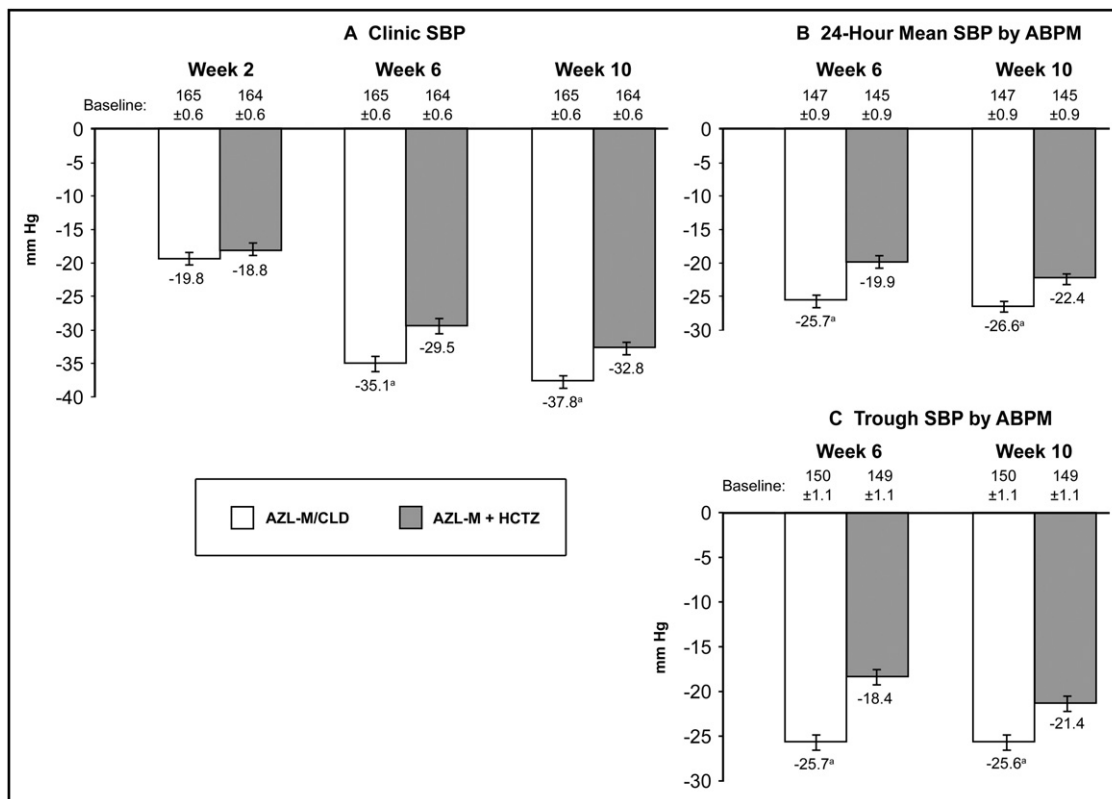 A Clinic SBP
Week 2 Week 6 Week 10
Baseline: 165 164 165 164 165 164
±0.6 ±0.6 ±0.6 ±0.6 ±0.6 ±0.6
mm Hg
0
-5
-10
-15
-20
-25
-30
-35
-40
-19.8 -18.8
-35.1ᵃ -29.5
-37.8ᵃ -32.8
B 24-Hour Mean SBP by ABPM
Week 6 Week 10
147 145 147 145
±0.9 ±0.9 ±0.9 ±0.9
0
-5
-10
-15
-20
-25
-30
-25.7ᵃ -19.9
-26.6ᵃ -22.4
AZL-M/CLD AZL-M + HCTZ
C Trough SBP by ABPM
Week 6 Week 10
Baseline: 150 149 150 149
±1.1 ±1.1 ±1.1 ±1.1
mm Hg
0
-5
-10
-15
-20
-25
-30
-25.7ᵃ -18.4
-25.6ᵃ -21.4